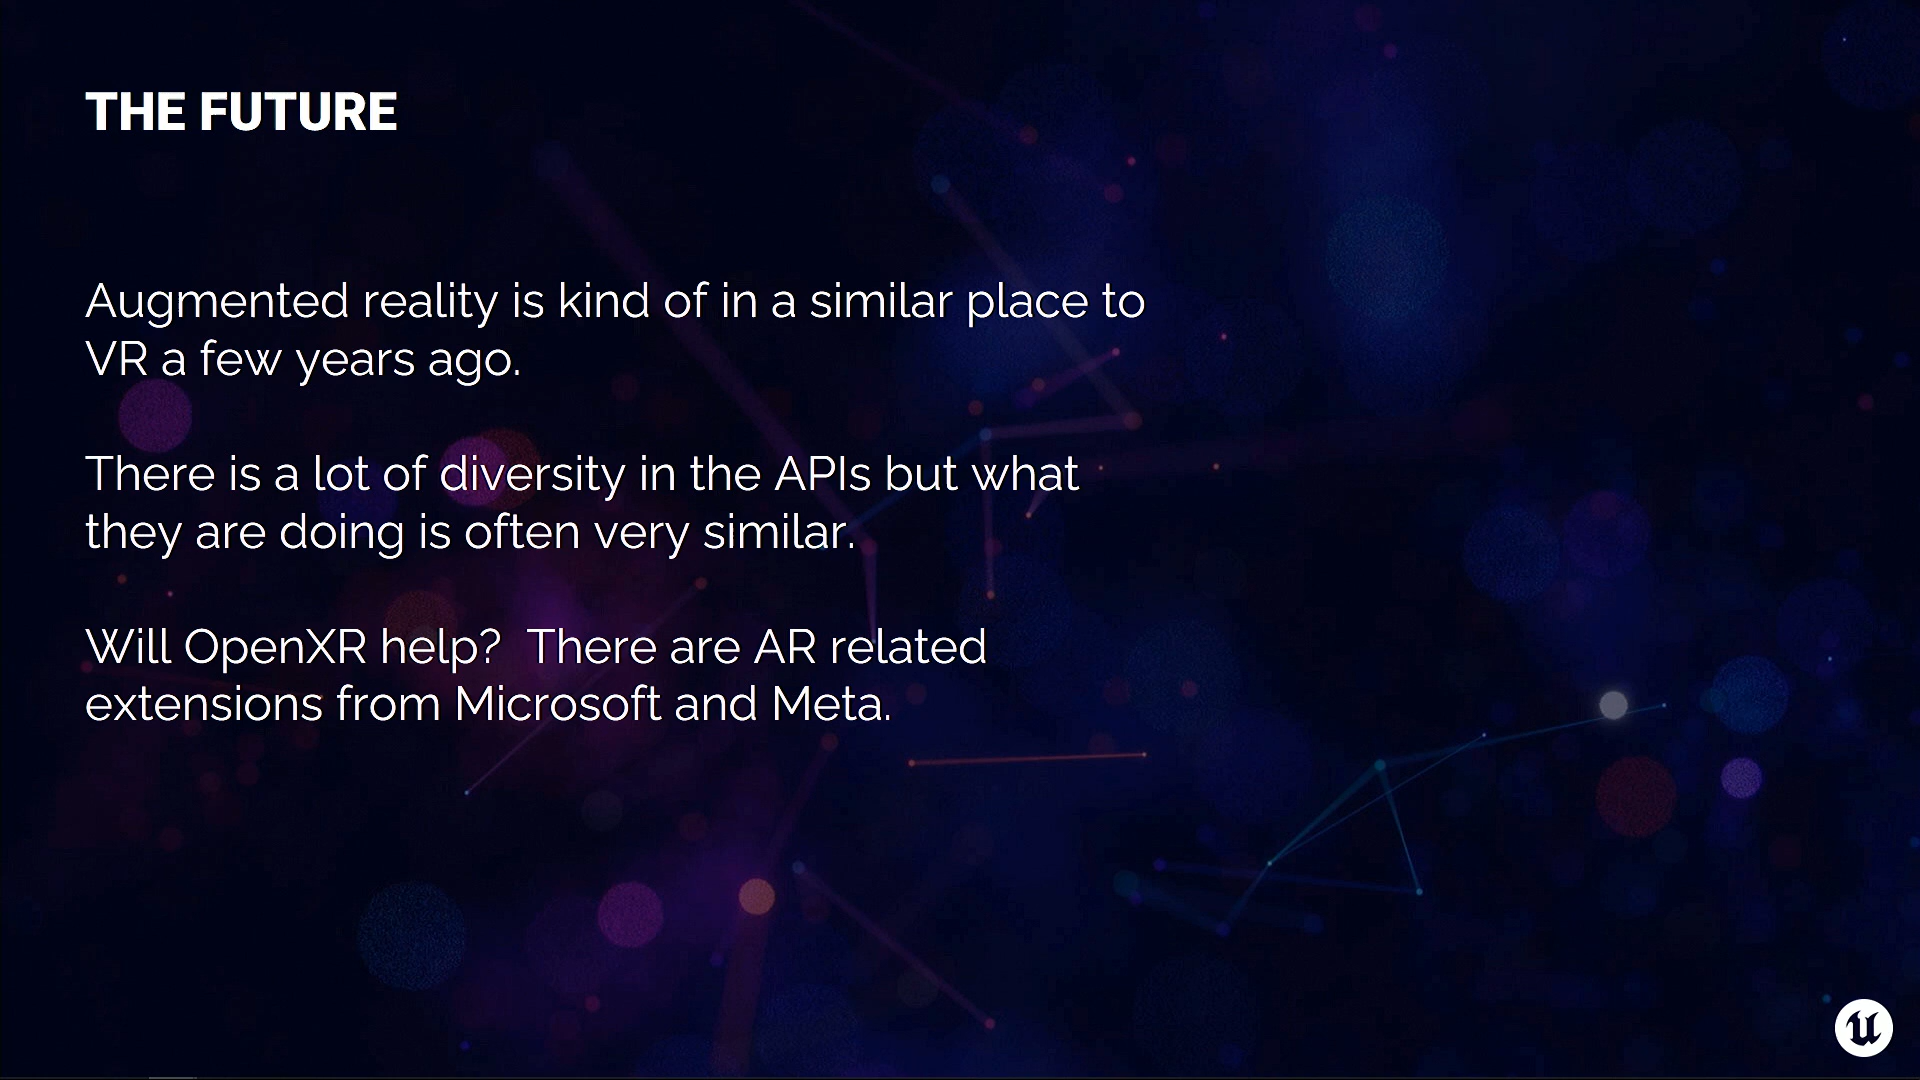 THE FUTURE
Augmented reality is kind of in a similar place to
VR a few years ago.
There is a lot of diversity in the APIs but what
they are doing is often very similar.
Will OpenXR help?  There are AR related
extensions from Microsoft and Meta.